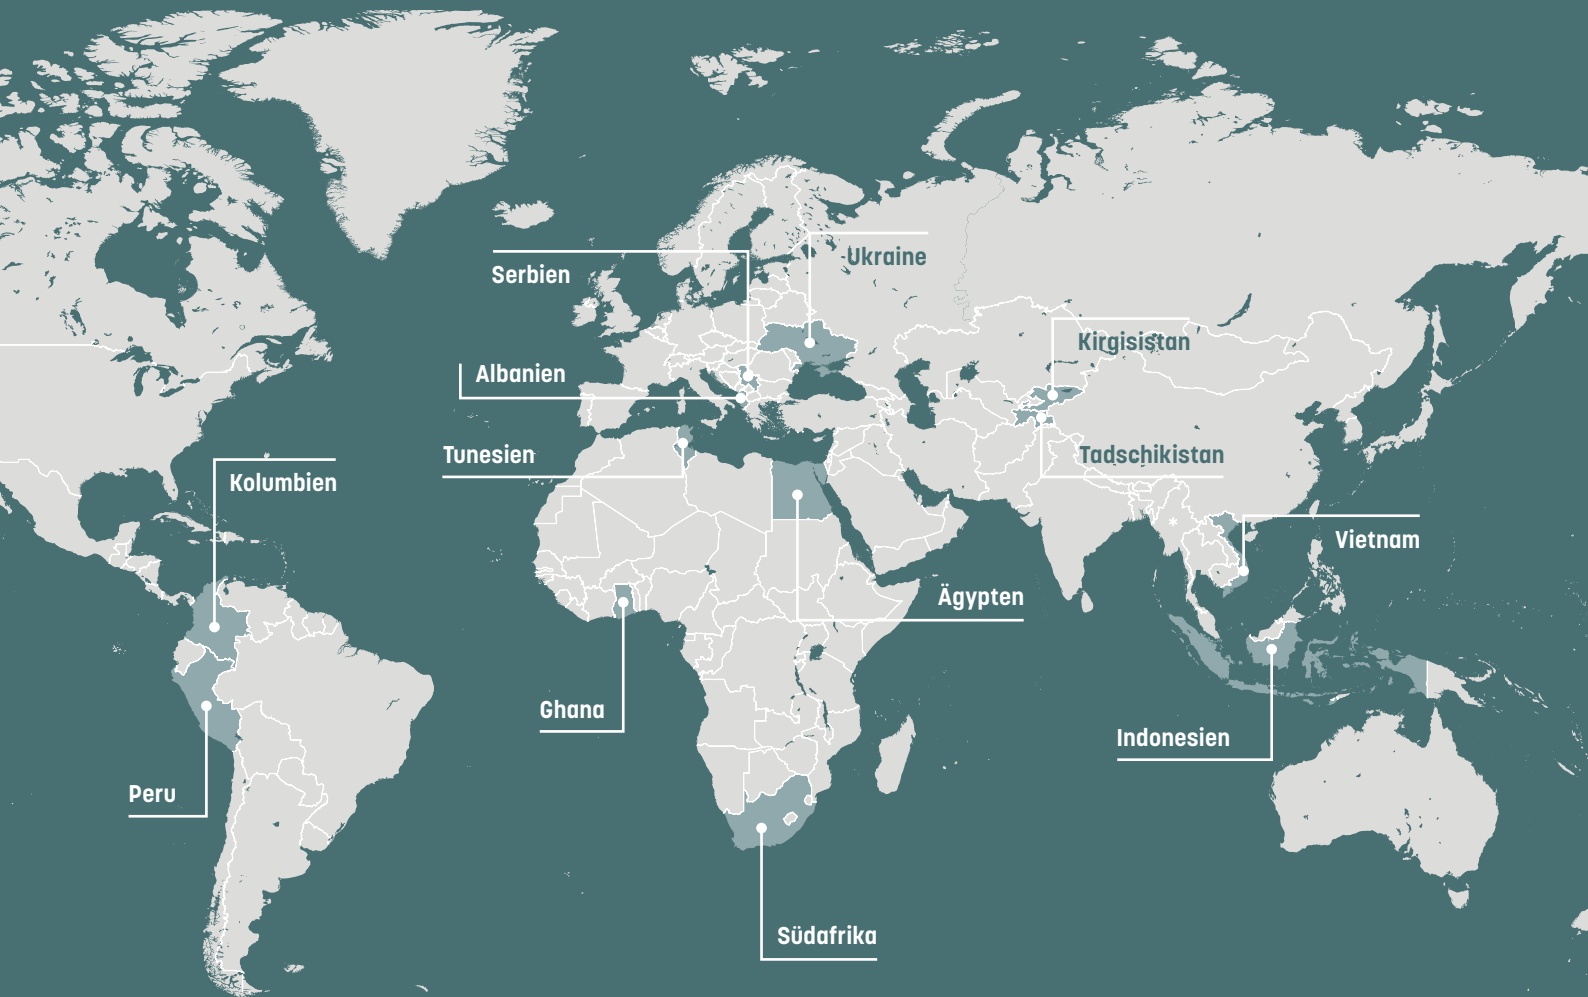 Ukraine
Serbien
Kirgisistan
Albanien
Tunesien
Tadschikistan
Kolumbien
*
Vietnam
Ägypten
Ghana
Indonesien
Peru
Südafrika